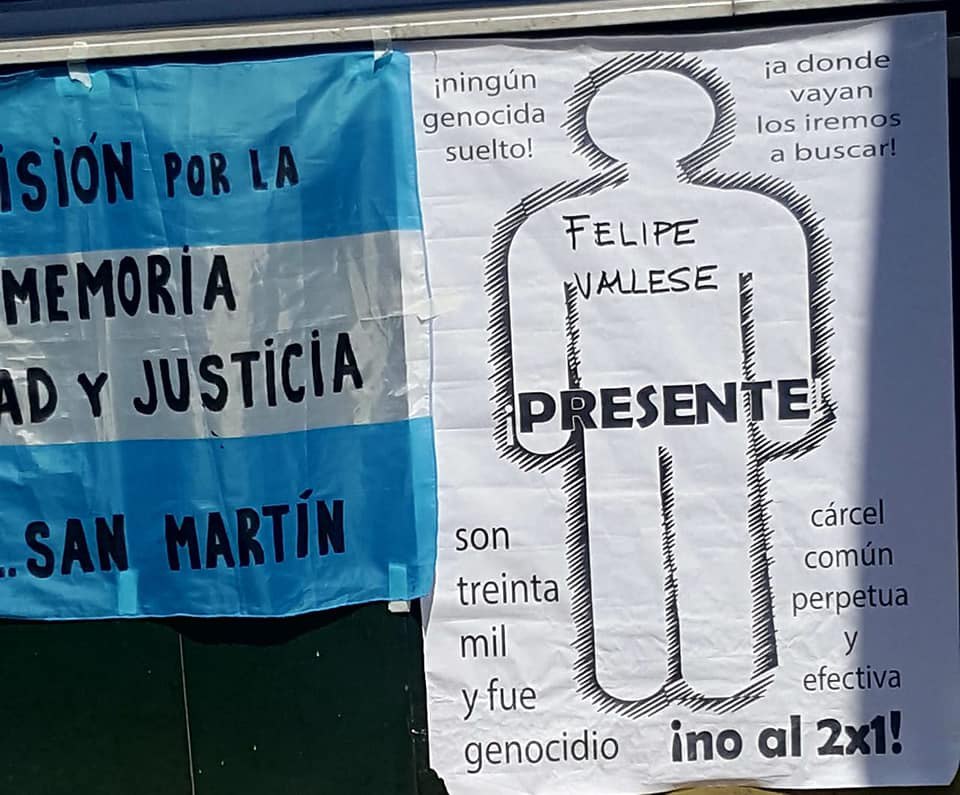 ISIÓN POR LA
MEMORIA
AD Y JUSTICIA
..SAN MARTÍN
¡ningún
genocida
suelto!
¡a donde
vayan
los iremos
a buscar!
FELIPE
VALLESE
¡PRESENTE!
son
treinta
mil
y fue
genocidio
cárcel
común
perpetua
y
efectiva
¡no al 2x1!